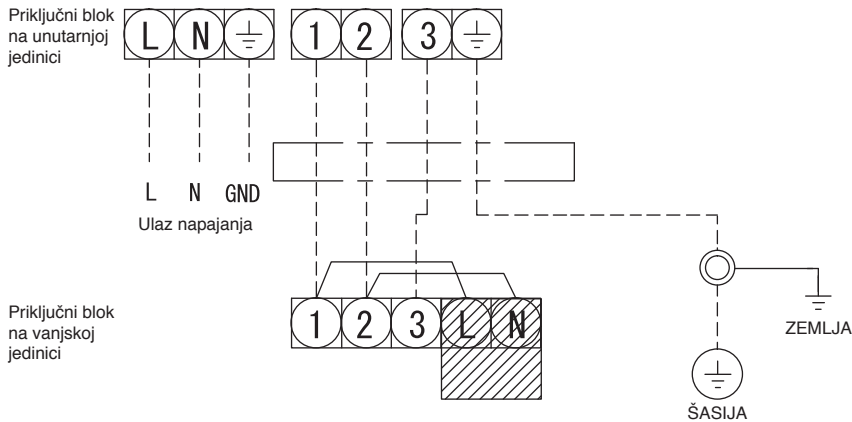 Priključni blok
na unutarnjoj
jedinici
L N
1 2
3
L N GND
Ulaz napajanja
Priključni blok
na vanjskoj
jedinici
1 2 3 L N
ZEMLJA
ŠASIJA